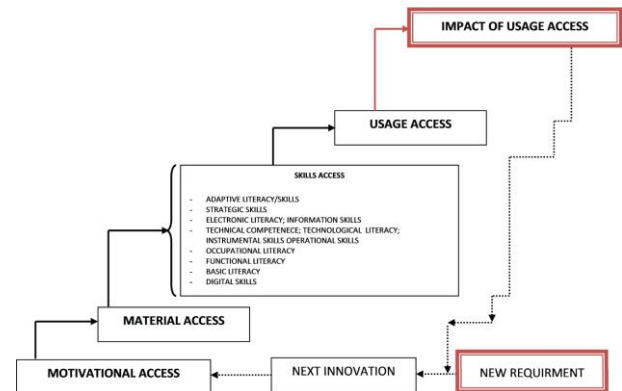 IMPACT OF USAGE ACCESS
USAGE ACCESS
SKILLS ACCESS
- ADAPTIVE LITERACY/SKILLS
- STRATEGIC SKILLS
- ELECTRONIC LITERACY; INFORMATION SKILLS
- TECHNICAL COMPETENECE; TECHNOLOGICAL LITERACY;
INSTRUMENTAL SKILLS OPERATIONAL SKILLS
- OCCUPATIONAL LITERACY
- FUNCTIONAL LITERACY
- BASIC LITERACY
- DIGITAL SKILLS
MATERIAL ACCESS
MOTIVATIONAL ACCESS
NEXT INNOVATION
NEW REQUIRMENT